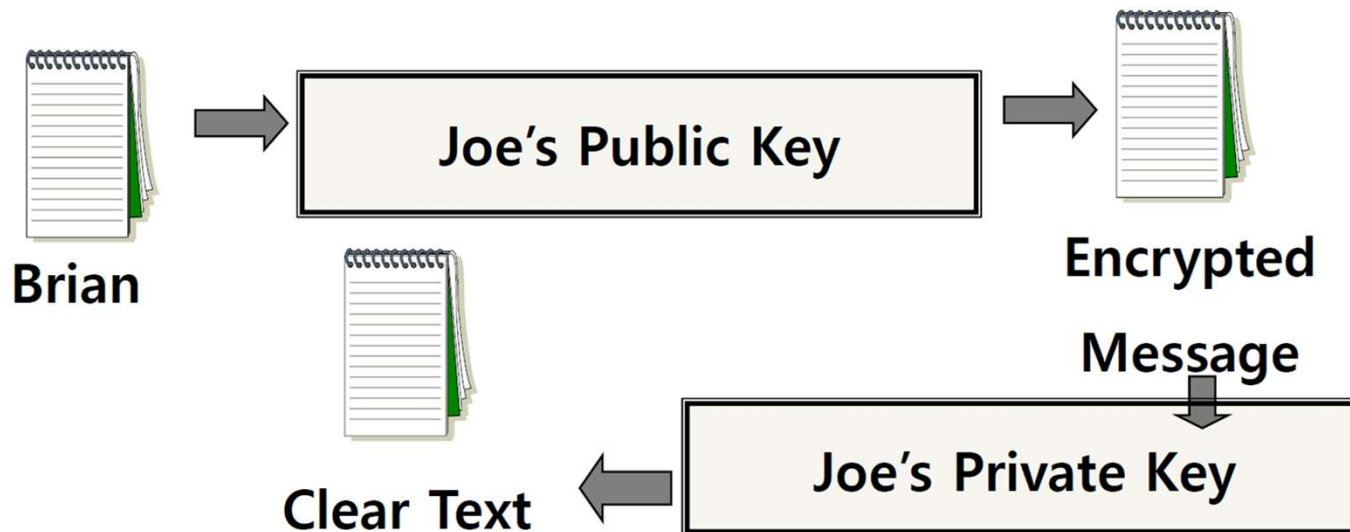 Joe's Public Key
Brian
Encrypted
Message
Joe's Private Key
Clear Text